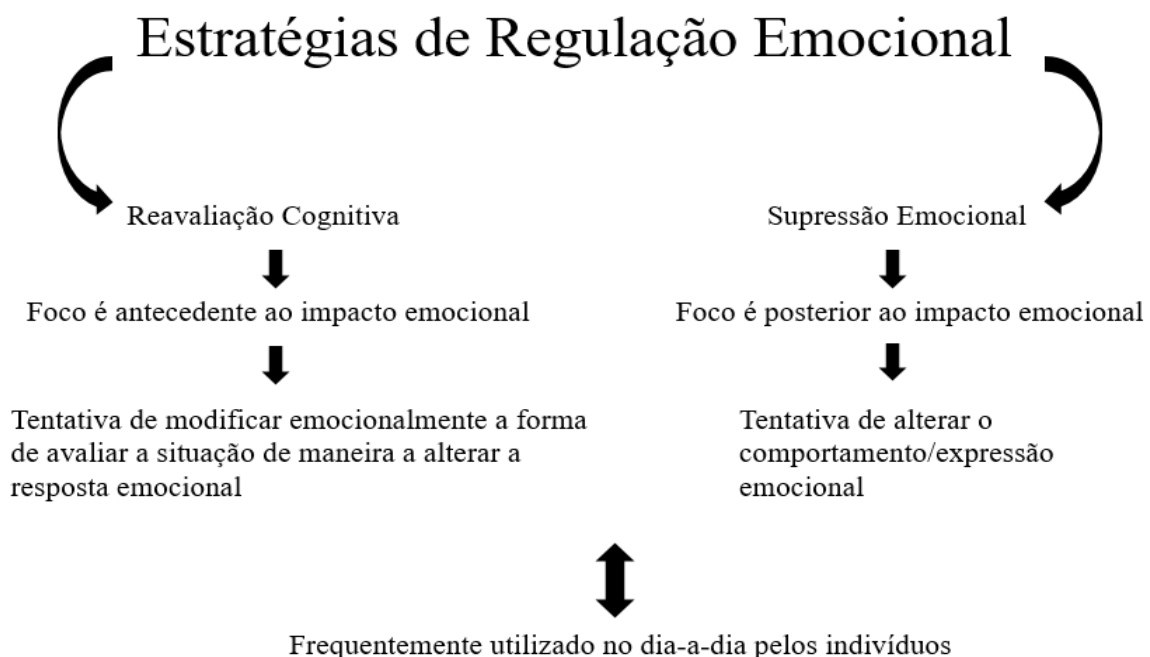 Estratégias de Regulação Emocional
Reavaliação Cognitiva
Foco é antecedente ao impacto emocional
Tentativa de modificar emocionalmente a forma
de avaliar a situação de maneira a alterar a
resposta emocional
Supressão Emocional
Foco é posterior ao impacto emocional
Tentativa de alterar o
comportamento/expressão
emocional
Frequentemente utilizado no dia-a-dia pelos indivíduos